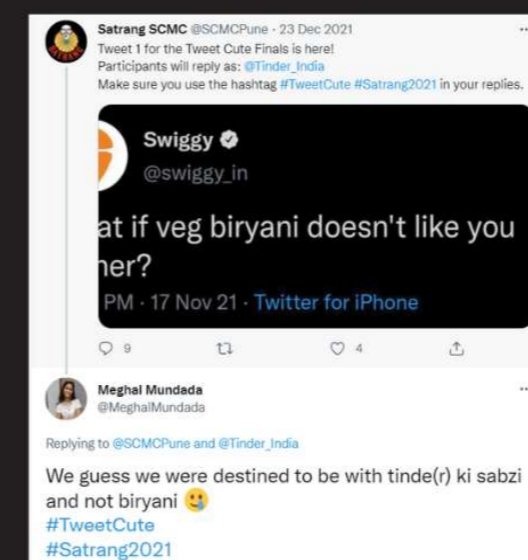 Satrang SCMC @SCMCPune · 23 Dec 2021
Tweet 1 for the Tweet Cute Finals is here!
Participants will reply as: @Tinder_India
Make sure you use the hashtag #TweetCute #Satrang2021 in your replies.
SATRANG
Swiggy
@swiggy_in
at if veg biryani doesn't like you
her?
PM · 17 Nov 21 · Twitter for iPhone
9 4
Meghal Mundada
@MeghalMundada
Replying to @SCMCPune and @Tinder_India
We guess we were destined to be with tinde(r) ki sabzi
and not biryani 🥲
#TweetCute
#Satrang2021